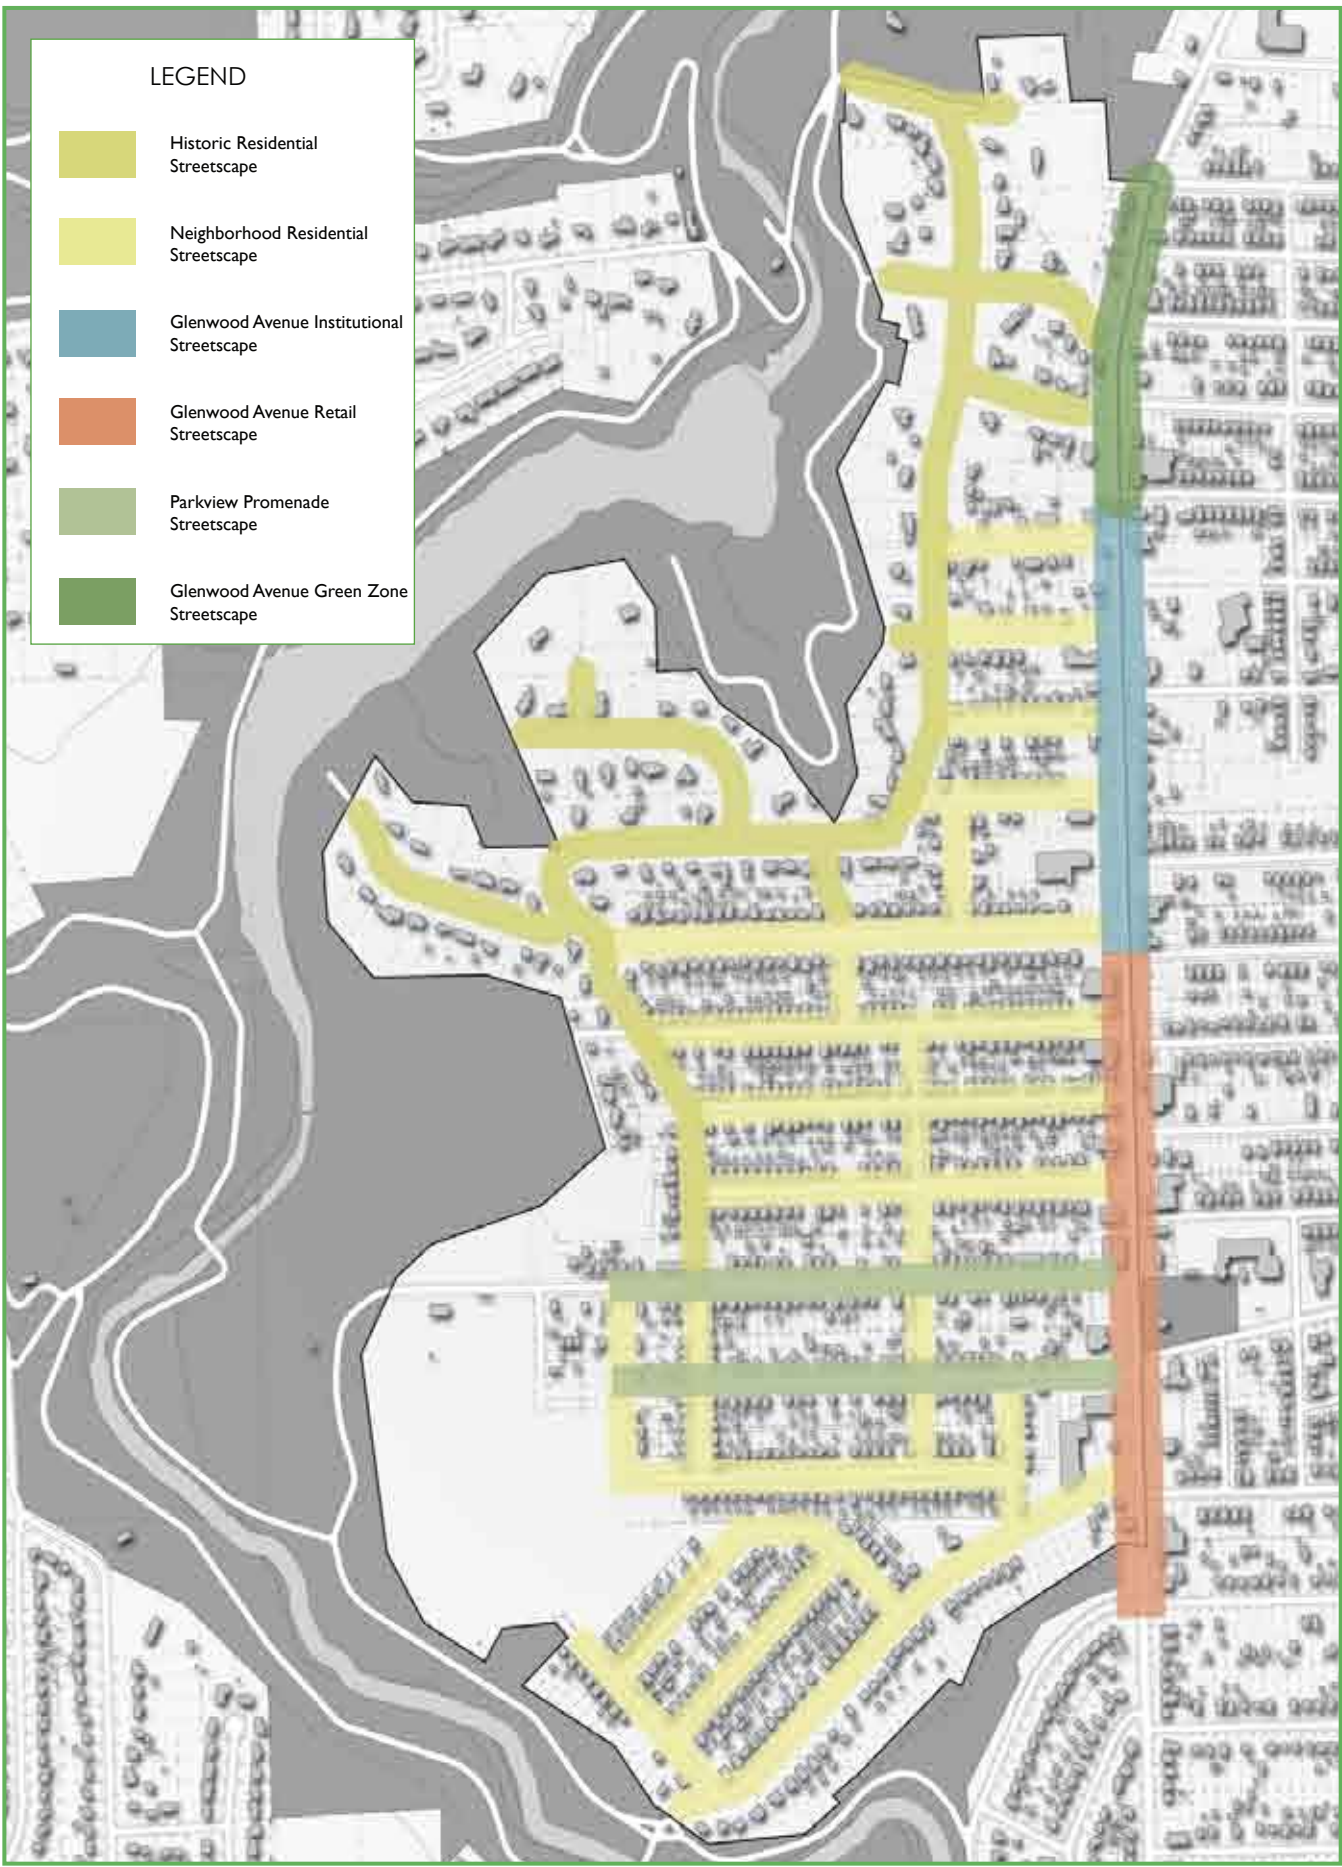 LEGEND
Historic Residential
Streetscape
Neighborhood Residential
Streetscape
Glenwood Avenue Institutional
Streetscape
Glenwood Avenue Retail
Streetscape
Parkview Promenade
Streetscape
Glenwood Avenue Green Zone
Streetscape